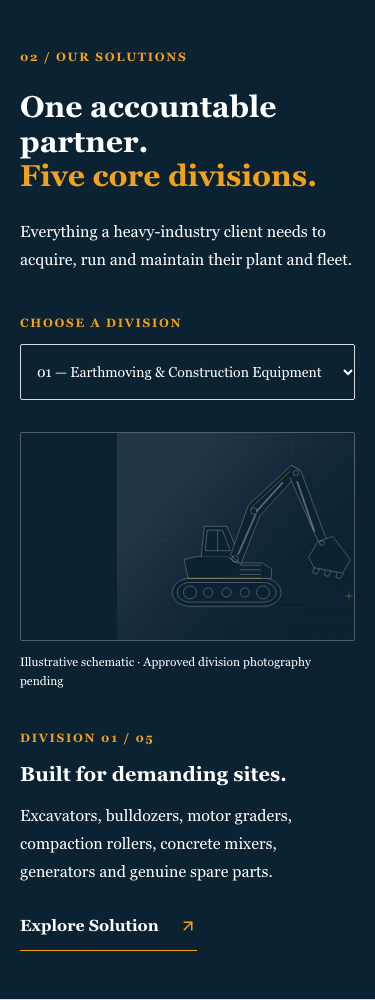 02 / OUR SOLUTIONS
One accountable
partner.
Five core divisions.
Everything a heavy-industry client needs to
acquire, run and maintain their plant and fleet.
CHOOSE A DIVISION
01 — Earthmoving & Construction Equipment
Illustrative schematic · Approved division photography
pending
DIVISION 01 / 05
Built for demanding sites.
Excavators, bulldozers, motor graders,
compaction rollers, concrete mixers,
generators and genuine spare parts.
Explore Solution